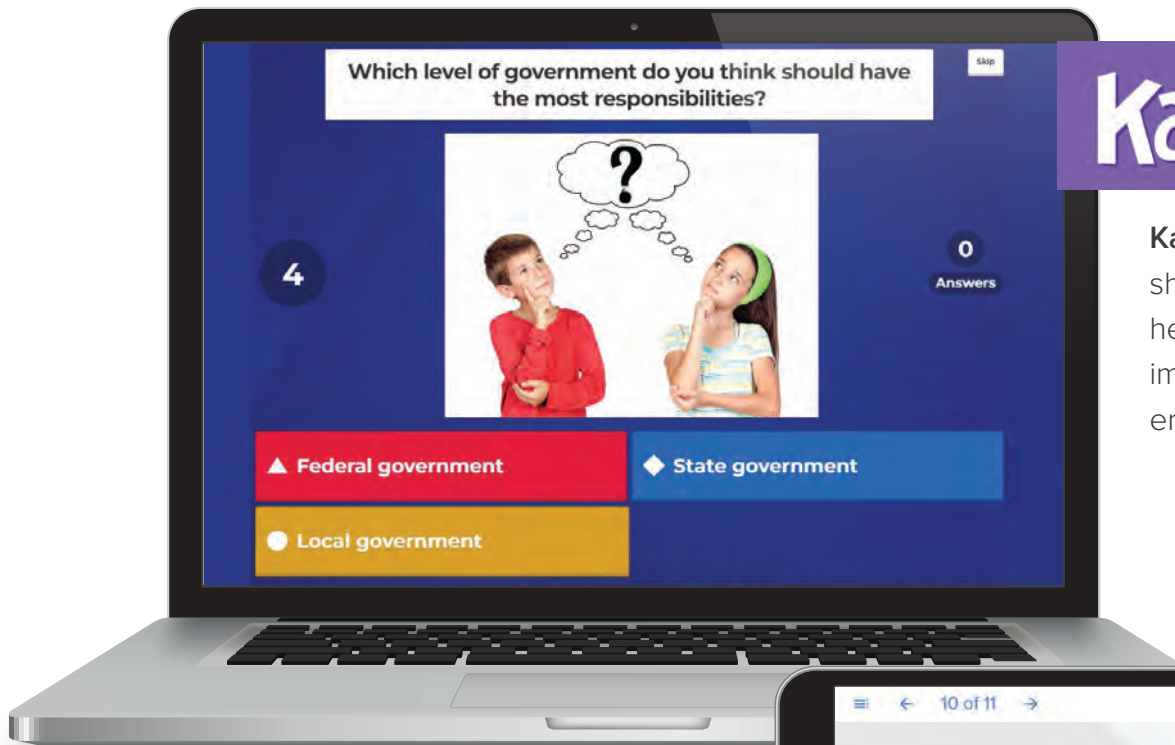 Which level of government do you think should have
the most responsibilities?
Skip
?
4
0
Answers
Federal government
State government
Local government
10 of 11